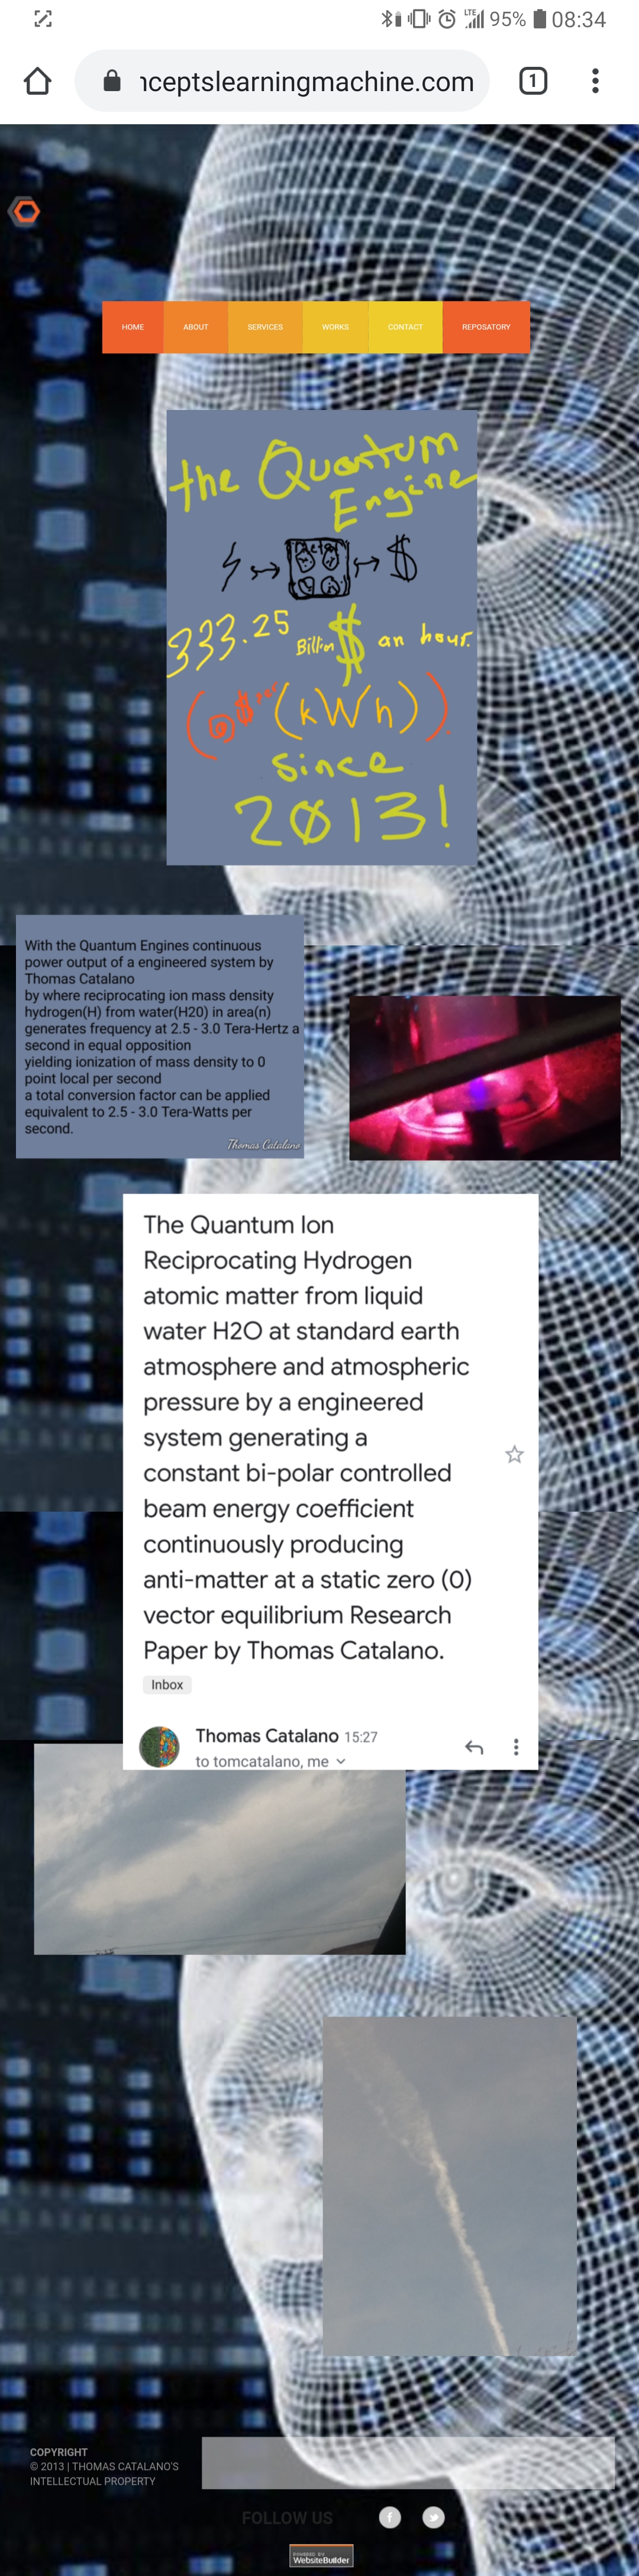 LTE 95% 08:34
nceptslearningmachine.com 1
HOME ABOUT SERVICES WORKS CONTACT REPOSATORY
the Quantum
Engine
$
333.25 Billion $ an hour.
(kWh)
since
2013!
With the Quantum Engines continuous
power output of a engineered system by
Thomas Catalano
by where reciprocating ion mass density
hydrogen(H) from water(H20) in area(n)
generates frequency at 2.5 - 3.0 Tera-Hertz a
second in equal opposition
yielding ionization of mass density to 0
point local per second
a total conversion factor can be applied
equivalent to 2.5 - 3.0 Tera-Watts per
second.
Thomas Catalano
The Quantum Ion
Reciprocating Hydrogen
atomic matter from liquid
water H2O at standard earth
atmosphere and atmospheric
pressure by a engineered
system generating a
constant bi-polar controlled
beam energy coefficient
continuously producing
anti-matter at a static zero (0)
vector equilibrium Research
Paper by Thomas Catalano.
Inbox
Thomas Catalano 15:27
to tomcatalano, me
COPYRIGHT
© 2013 | THOMAS CATALANO'S
INTELLECTUAL PROPERTY
FOLLOW US
POWERED BY
WebsiteBuilder